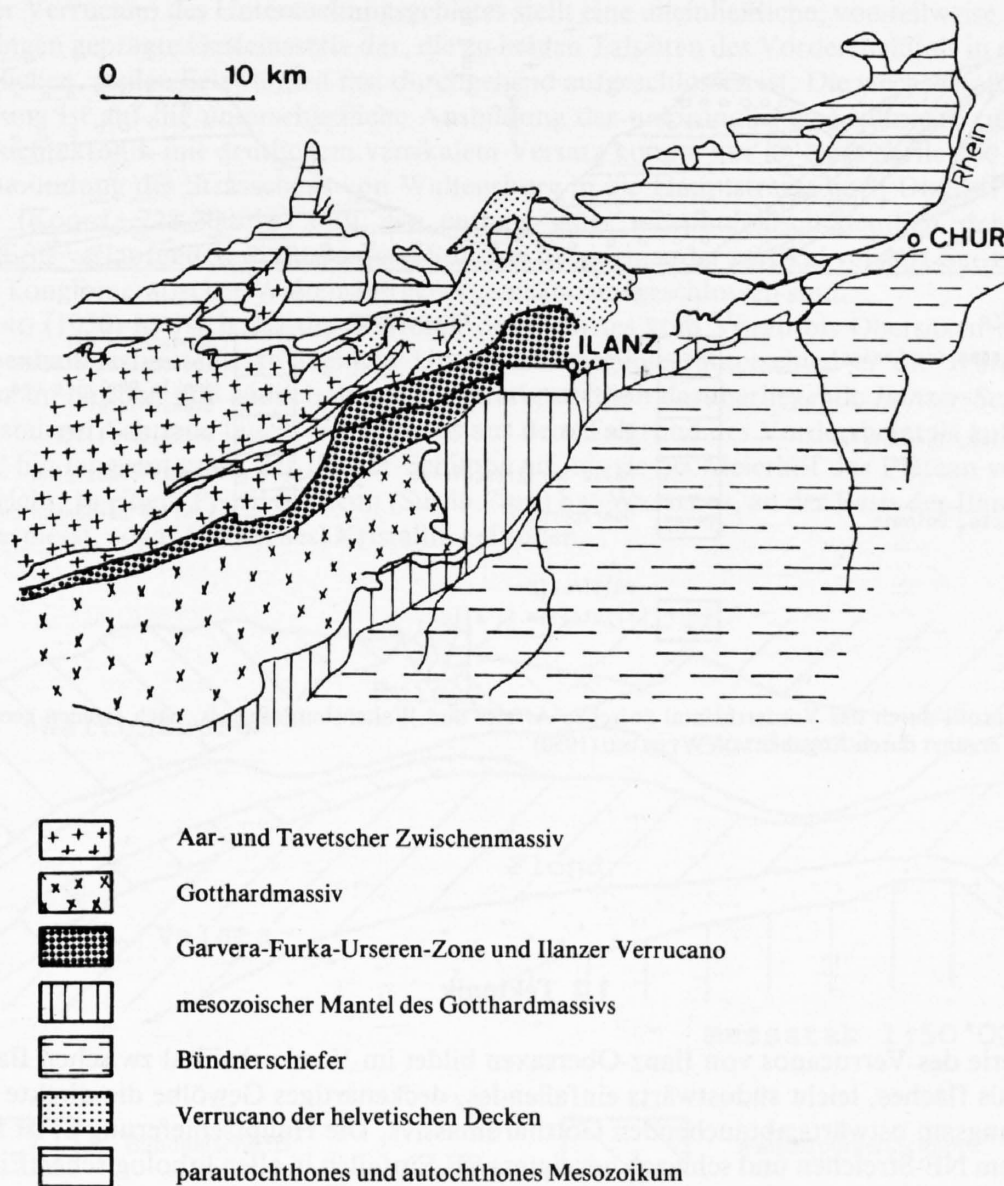 0 10 km
Rhein
CHUR
ILANZ
Aar- und Tavetscher Zwischenmassiv
Gotthardmassiv
Garvera-Furka-Urseren-Zone und Ilanzer Verrucano
mesozoischer Mantel des Gotthardmassivs
Bündnerschiefer
Verrucano der helvetischen Decken
parautochthones und autochthones Mesozoikum